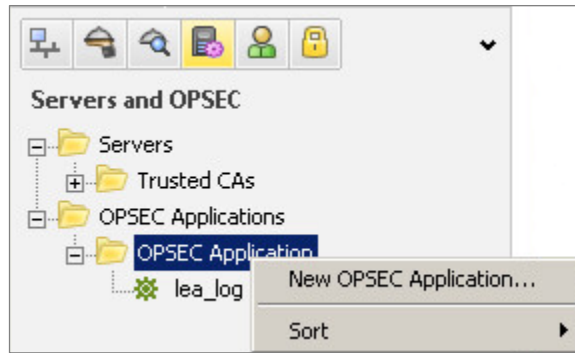 Servers and OPSEC
Servers
Trusted CAs
OPSEC Applications
OPSEC Application
lea_log
New OPSEC Application...
Sort